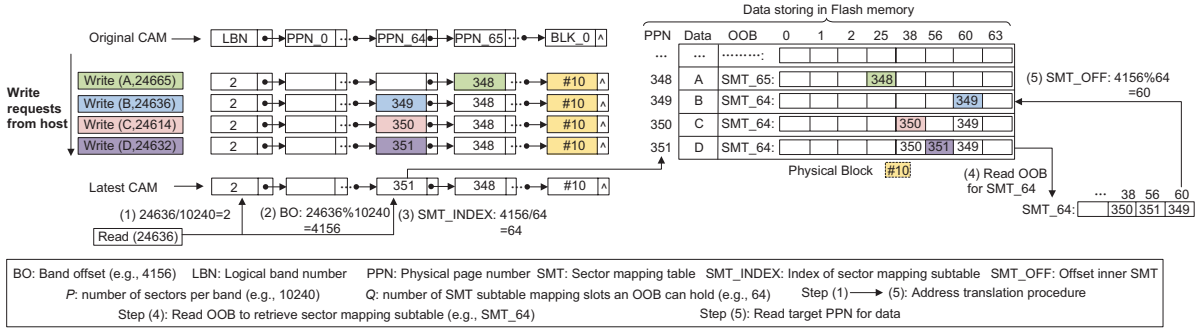 Data storing in Flash memory
Original CAM LBN PPN_0 PPN_64 PPN_65 BLK_0 ^
PPN Data OOB 0 1 2 25 38 56 60 63
... ... ·········:
Write requests from host
Write (A,24665) 2 348 #10 ^
348 A SMT_65: 348
(5) SMT_OFF: 4156%64
=60
Write (B,24636) 2 349 348 #10 ^
349 B SMT_64: 349
Write (C,24614) 2 350 348 #10 ^
350 C SMT_64: 350 349
Write (D,24632) 2 351 348 #10 ^
351 D SMT_64: 350 351 349
Physical Block #10
(4) Read OOB
for SMT_64
Latest CAM 2 351 348 #10 ^
... 38 56 60
SMT_64: 350 351 349
(1) 24636/10240=2
(2) BO: 24636%10240
=4156
(3) SMT_INDEX: 4156/64
=64
Read (24636)
BO: Band offset (e.g., 4156) LBN: Logical band number PPN: Physical page number SMT: Sector mapping table SMT_INDEX: Index of sector mapping subtable SMT_OFF: Offset inner SMT
P: number of sectors per band (e.g., 10240) Q: number of SMT subtable mapping slots an OOB can hold (e.g., 64) Step (1) (5): Address translation procedure
Step (4): Read OOB to retrieve sector mapping subtable (e.g., SMT_64) Step (5): Read target PPN for data